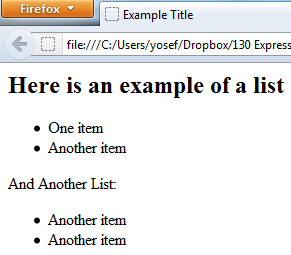 Firefox
Example Title
file:///C:/Users/yosef/Dropbox/130 Express
Here is an example of a list
One item
Another item
And Another List:
Another item
Another item